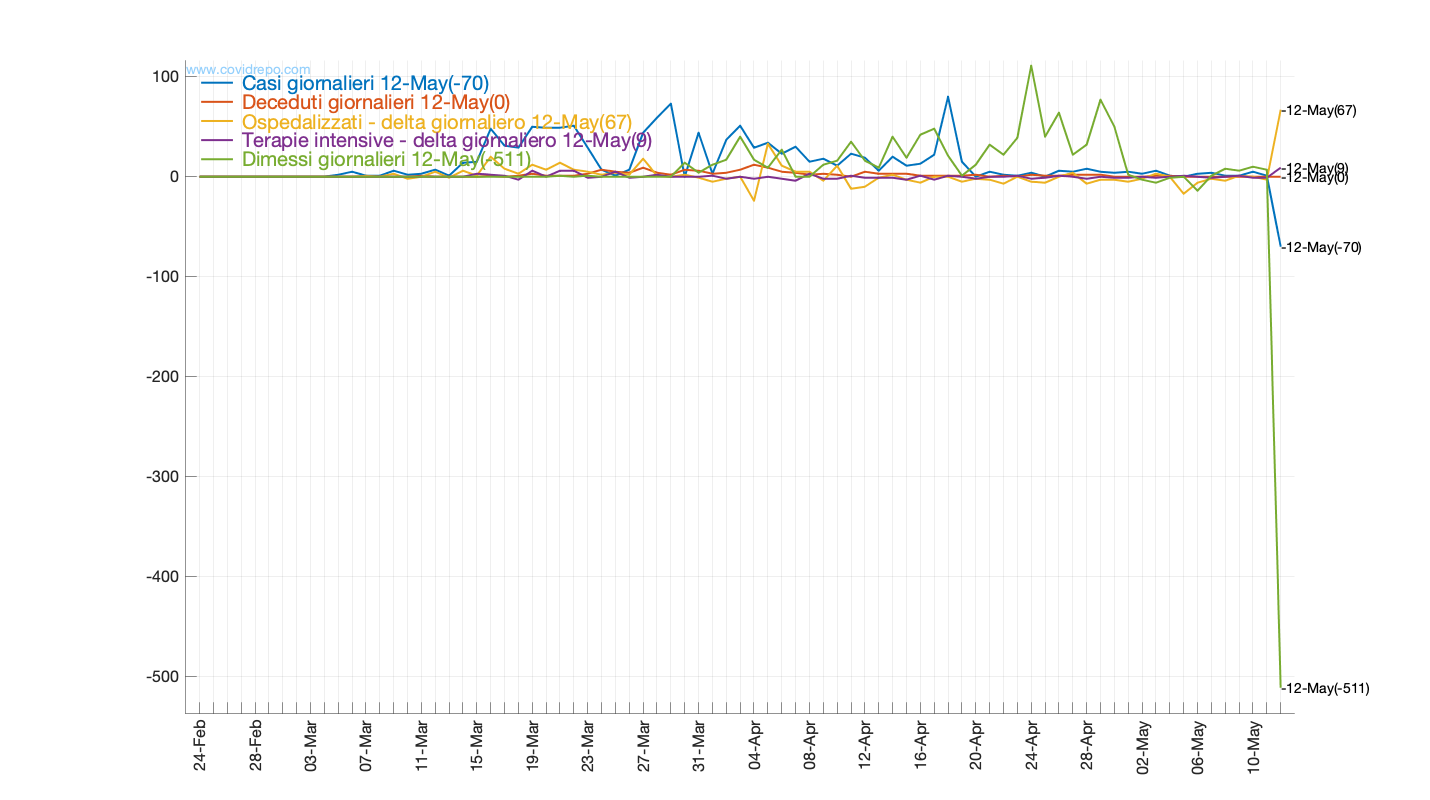 www.covidrepo.com
Casi giornalieri 12-May(-70)
Deceduti giornalieri 12-May(0)
Ospedalizzati - delta giornaliero 12-May(67)
Terapie intensive - delta giornaliero 12-May(9)
Dimessi giornalieri 12-May(-511)
100
0
-100
-200
-300
-400
-500
-12-May(67)
-12-May(9)
-12-May(0)
-12-May(-70)
-12-May(-511)
24-Feb
28-Feb
03-Mar
07-Mar
11-Mar
15-Mar
19-Mar
23-Mar
27-Mar
31-Mar
04-Apr
08-Apr
12-Apr
16-Apr
20-Apr
24-Apr
28-Apr
02-May
06-May
10-May